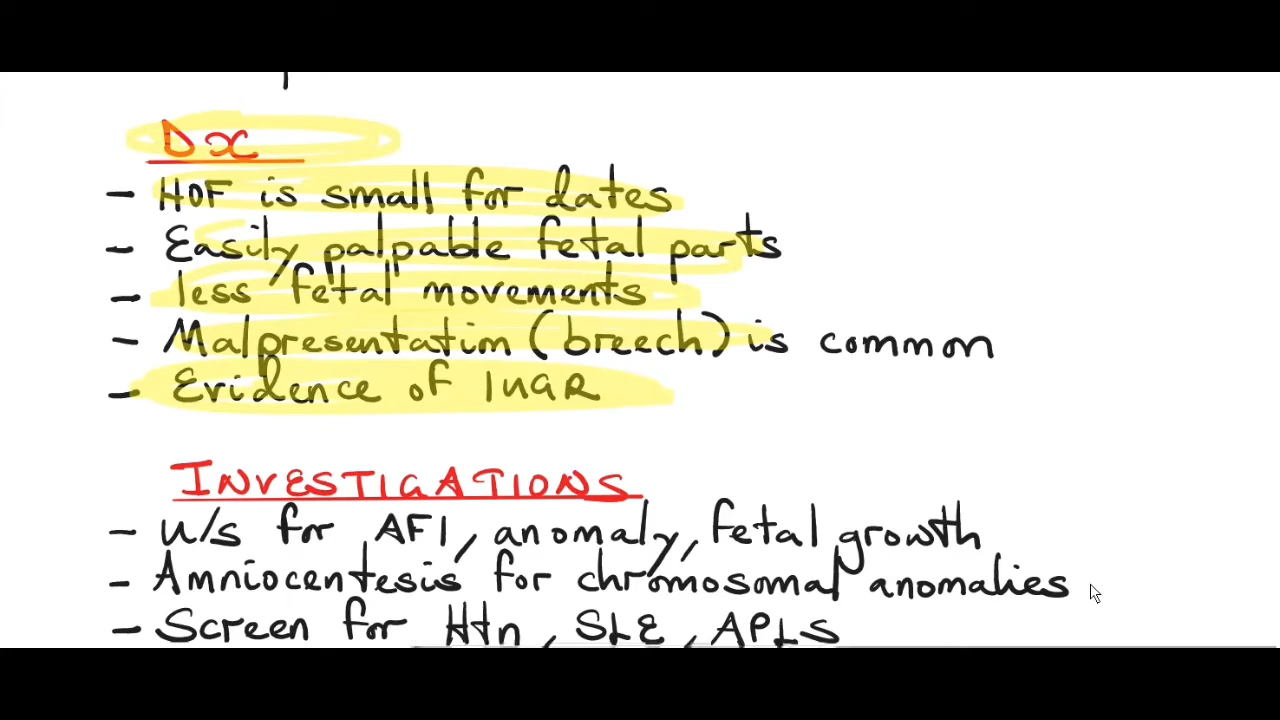 Dx
- HOF is small for dates
- Easily palpable fetal parts
- less fetal movements
- Malpresentation (breech) is common
- Evidence of IUGR
INVESTIGATIONS
- U/s for AFI, anomaly, fetal growth
- Amniocentesis for chromosomal anomalies
- Screen for Htn, SLE, APLS